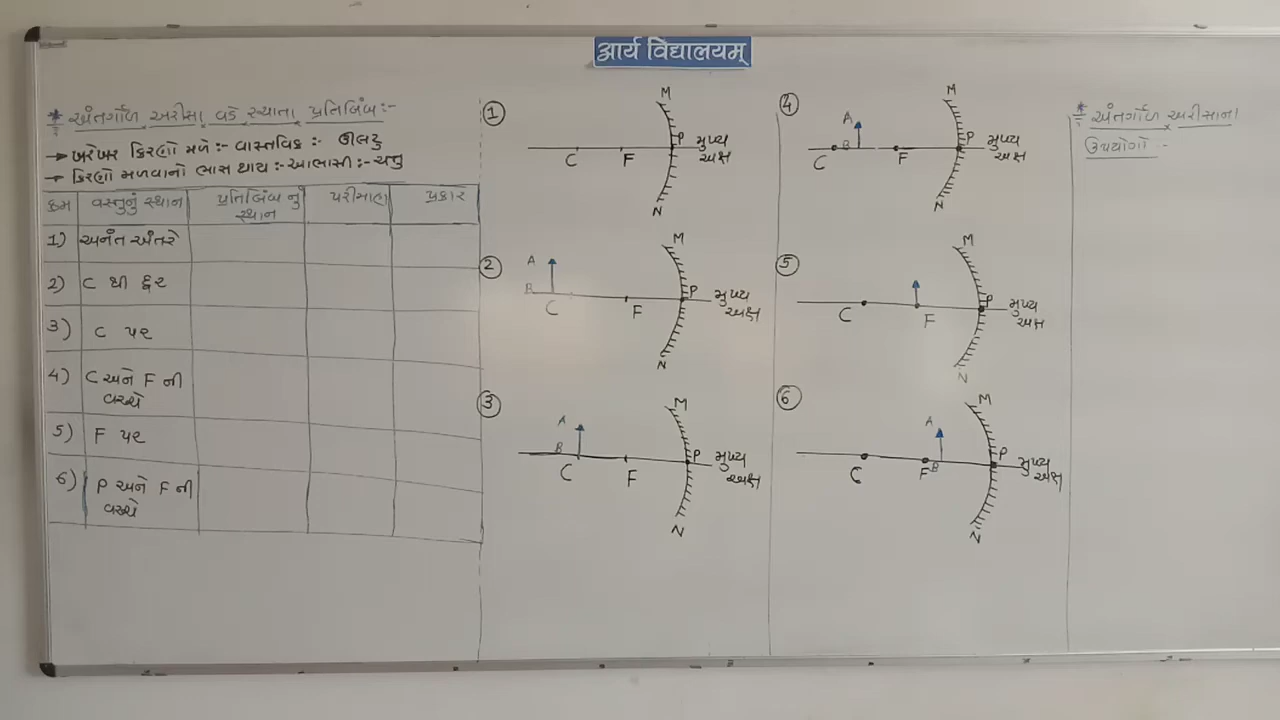 आर्य विद्यालयम्
* અંતર્ગોળ અરીસા વડે રચાતા પ્રતિબિંબ :-
→ ખરેખર કિરણો મળે :- વાસ્તવિક :- ઊલટુ
→ કિરણો મળવાનો ભાસ થાય :- આભાસી :- ચત્તુ
ક્રમ વસ્તુનું સ્થાન પ્રતિબિંબ નુ સ્થાન પરીમાણ પ્રકાર
1) અનંત અંતરે
2) C થી દૂર
3) C પર
4) C અને F ની વચ્ચે
5) F પર
6) P અને F ની વચ્ચે
1
M
C F P મુખ્ય અક્ષ
N
2
M
A
B C F P મુખ્ય અક્ષ
N
3
M
A
B C F P મુખ્ય અક્ષ
N
4
M
A
C B F P મુખ્ય અક્ષ
N
5
M
C F P મુખ્ય અક્ષ
N
6
M
A
C F B P મુખ્ય અક્ષ
N
* અંતર્ગોળ અરીસાના
ઉપયોગો :-